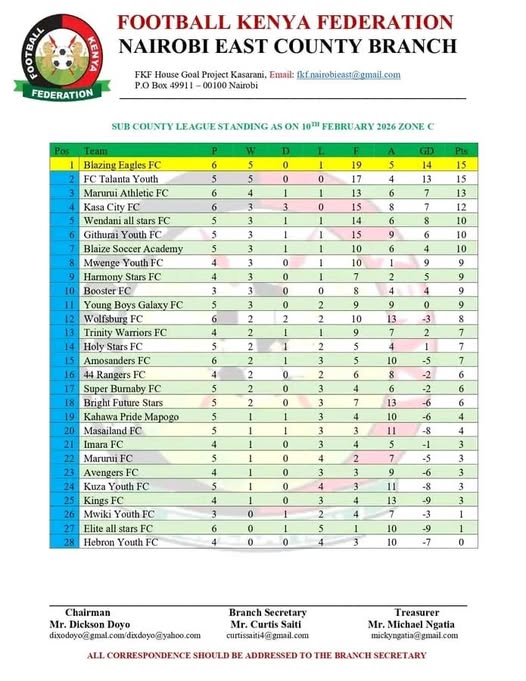 FOOTBALL KENYA FEDERATION
NAIROBI EAST COUNTY BRANCH
FOOTBALL
KENYA
FEDERATION
FKF House Goal Project Kasarani, Email: fkf.nairobieast@gmail.com
P.O Box 49911 – 00100 Nairobi
SUB COUNTY LEAGUE STANDING AS ON 10TH FEBRUARY 2026 ZONE C
Pos Team P W D L F A GD Pts
1 Blazing Eagles FC 6 5 0 1 19 5 14 15
2 FC Talanta Youth 5 5 0 0 17 4 13 15
3 Marurui Athletic FC 6 4 1 1 13 6 7 13
4 Kasa City FC 6 3 3 0 15 8 7 12
5 Wendani all stars FC 5 3 1 1 14 6 8 10
6 Githurai Youth FC 5 3 1 1 15 9 6 10
7 Blaize Soccer Academy 5 3 1 1 10 6 4 10
8 Mwenge Youth FC 4 3 0 1 10 1 9 9
9 Harmony Stars FC 4 3 0 1 7 2 5 9
10 Booster FC 3 3 0 0 8 4 4 9
11 Young Boys Galaxy FC 5 3 0 2 9 9 0 9
12 Wolfsburg FC 6 2 2 2 10 13 -3 8
13 Trinity Warriors FC 4 2 1 1 9 7 2 7
14 Holy Stars FC 5 2 1 2 5 4 1 7
15 Amosanders FC 6 2 1 3 5 10 -5 7
16 44 Rangers FC 4 2 0 2 6 8 -2 6
17 Super Burnaby FC 5 2 0 3 4 6 -2 6
18 Bright Future Stars 5 2 0 3 7 13 -6 6
19 Kahawa Pride Mapogo 5 1 1 3 4 10 -6 4
20 Masailand FC 5 1 1 3 3 11 -8 4
21 Imara FC 4 1 0 3 4 5 -1 3
22 Marurui FC 5 1 0 4 2 7 -5 3
23 Avengers FC 4 1 0 3 3 9 -6 3
24 Kuza Youth FC 5 1 0 4 3 11 -8 3
25 Kings FC 4 1 0 3 4 13 -9 3
26 Mwiki Youth FC 3 0 1 2 4 7 -3 1
27 Elite all stars FC 6 0 1 5 1 10 -9 1
28 Hebron Youth FC 4 0 0 4 3 10 -7 0
Chairman Branch Secretary Treasurer
Mr. Dickson Doyo Mr. Curtis Saiti Mr. Michael Ngatia
dixodoyo@gmal.com/dixdoyo@yahoo.com curtissaiti4@gmail.com mickyngatia@gmail.com
ALL CORRESPONDENCE SHOULD BE ADDRESSED TO THE BRANCH SECRETARY